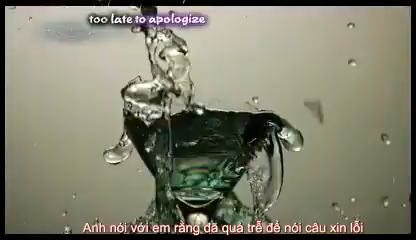 too late to apologize
Anh nói với em rằng đã quá trễ để nói câu xin lỗi